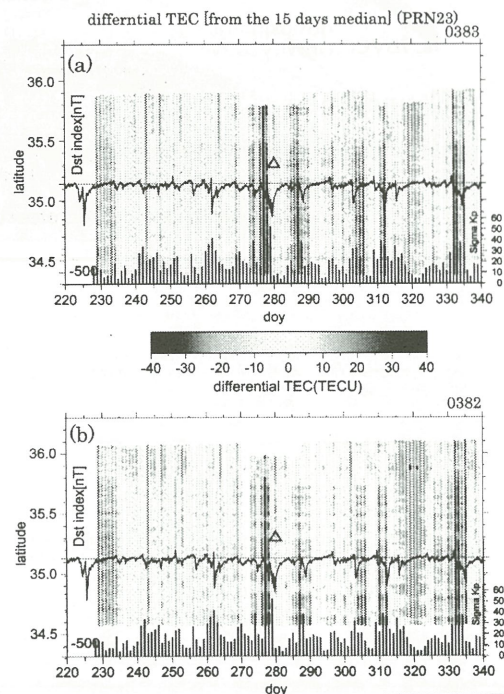 differntial TEC [from the 15 days median] (PRN23)
0383
(a)
36.0
35.5
35.0
34.5
latitude
Dst index[nT]
-500
60
50
40
30
20
10
0
Sigma Kp
220 230 240 250 260 270 280 290 300 310 320 330 340
doy
-40 -30 -20 -10 0 10 20 30 40
differential TEC(TECU)
0382
(b)
36.0
35.5
35.0
34.5
latitude
Dst index[nT]
-500
60
50
40
30
20
10
0
Sigma Kp
220 230 240 250 260 270 280 290 300 310 320 330 340
doy